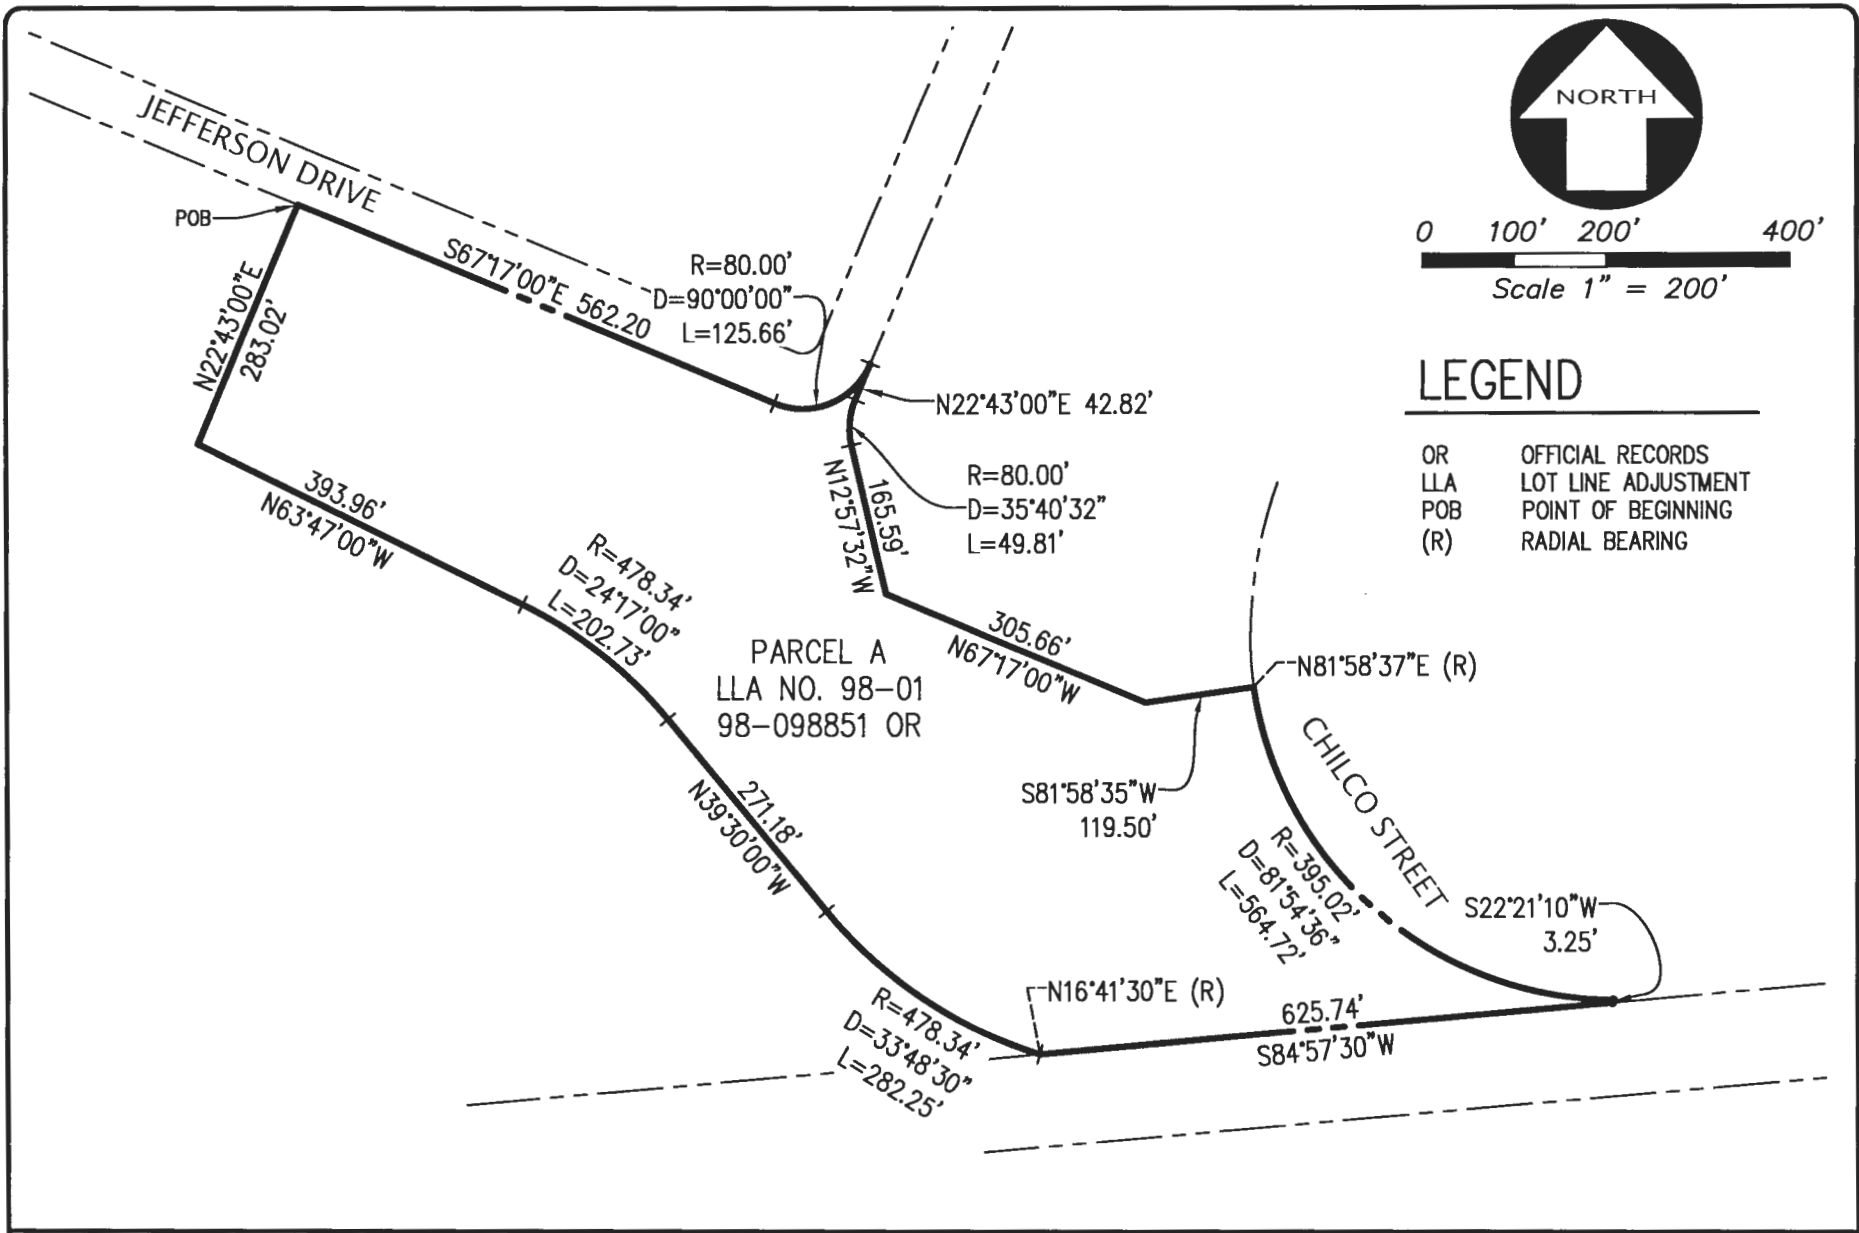 JEFFERSON DRIVE
POB
S67°17'00"E 562.20
R=80.00'
D=90°00'00"
L=125.66'
N22°43'00"E
283.02'
N22°43'00"E 42.82'
R=80.00'
D=35°40'32"
L=49.81'
165.59'
N12°57'32"W
393.96'
N63°47'00"W
R=478.34'
D=24°17'00"
L=202.73'
PARCEL A
LLA NO. 98-01
98-098851 OR
305.66'
N67°17'00"W
N81°58'37"E (R)
S81°58'35"W
119.50'
CHILCO STREET
R=395.02'
D=81°54'36"
L=564.72'
S22°21'10"W
3.25'
271.18'
N39°30'00"W
R=478.34'
D=33°48'30"
L=282.25'
N16°41'30"E (R)
625.74'
S84°57'30"W
NORTH
0 100' 200' 400'
Scale 1" = 200'
LEGEND
OR OFFICIAL RECORDS
LLA LOT LINE ADJUSTMENT
POB POINT OF BEGINNING
(R) RADIAL BEARING